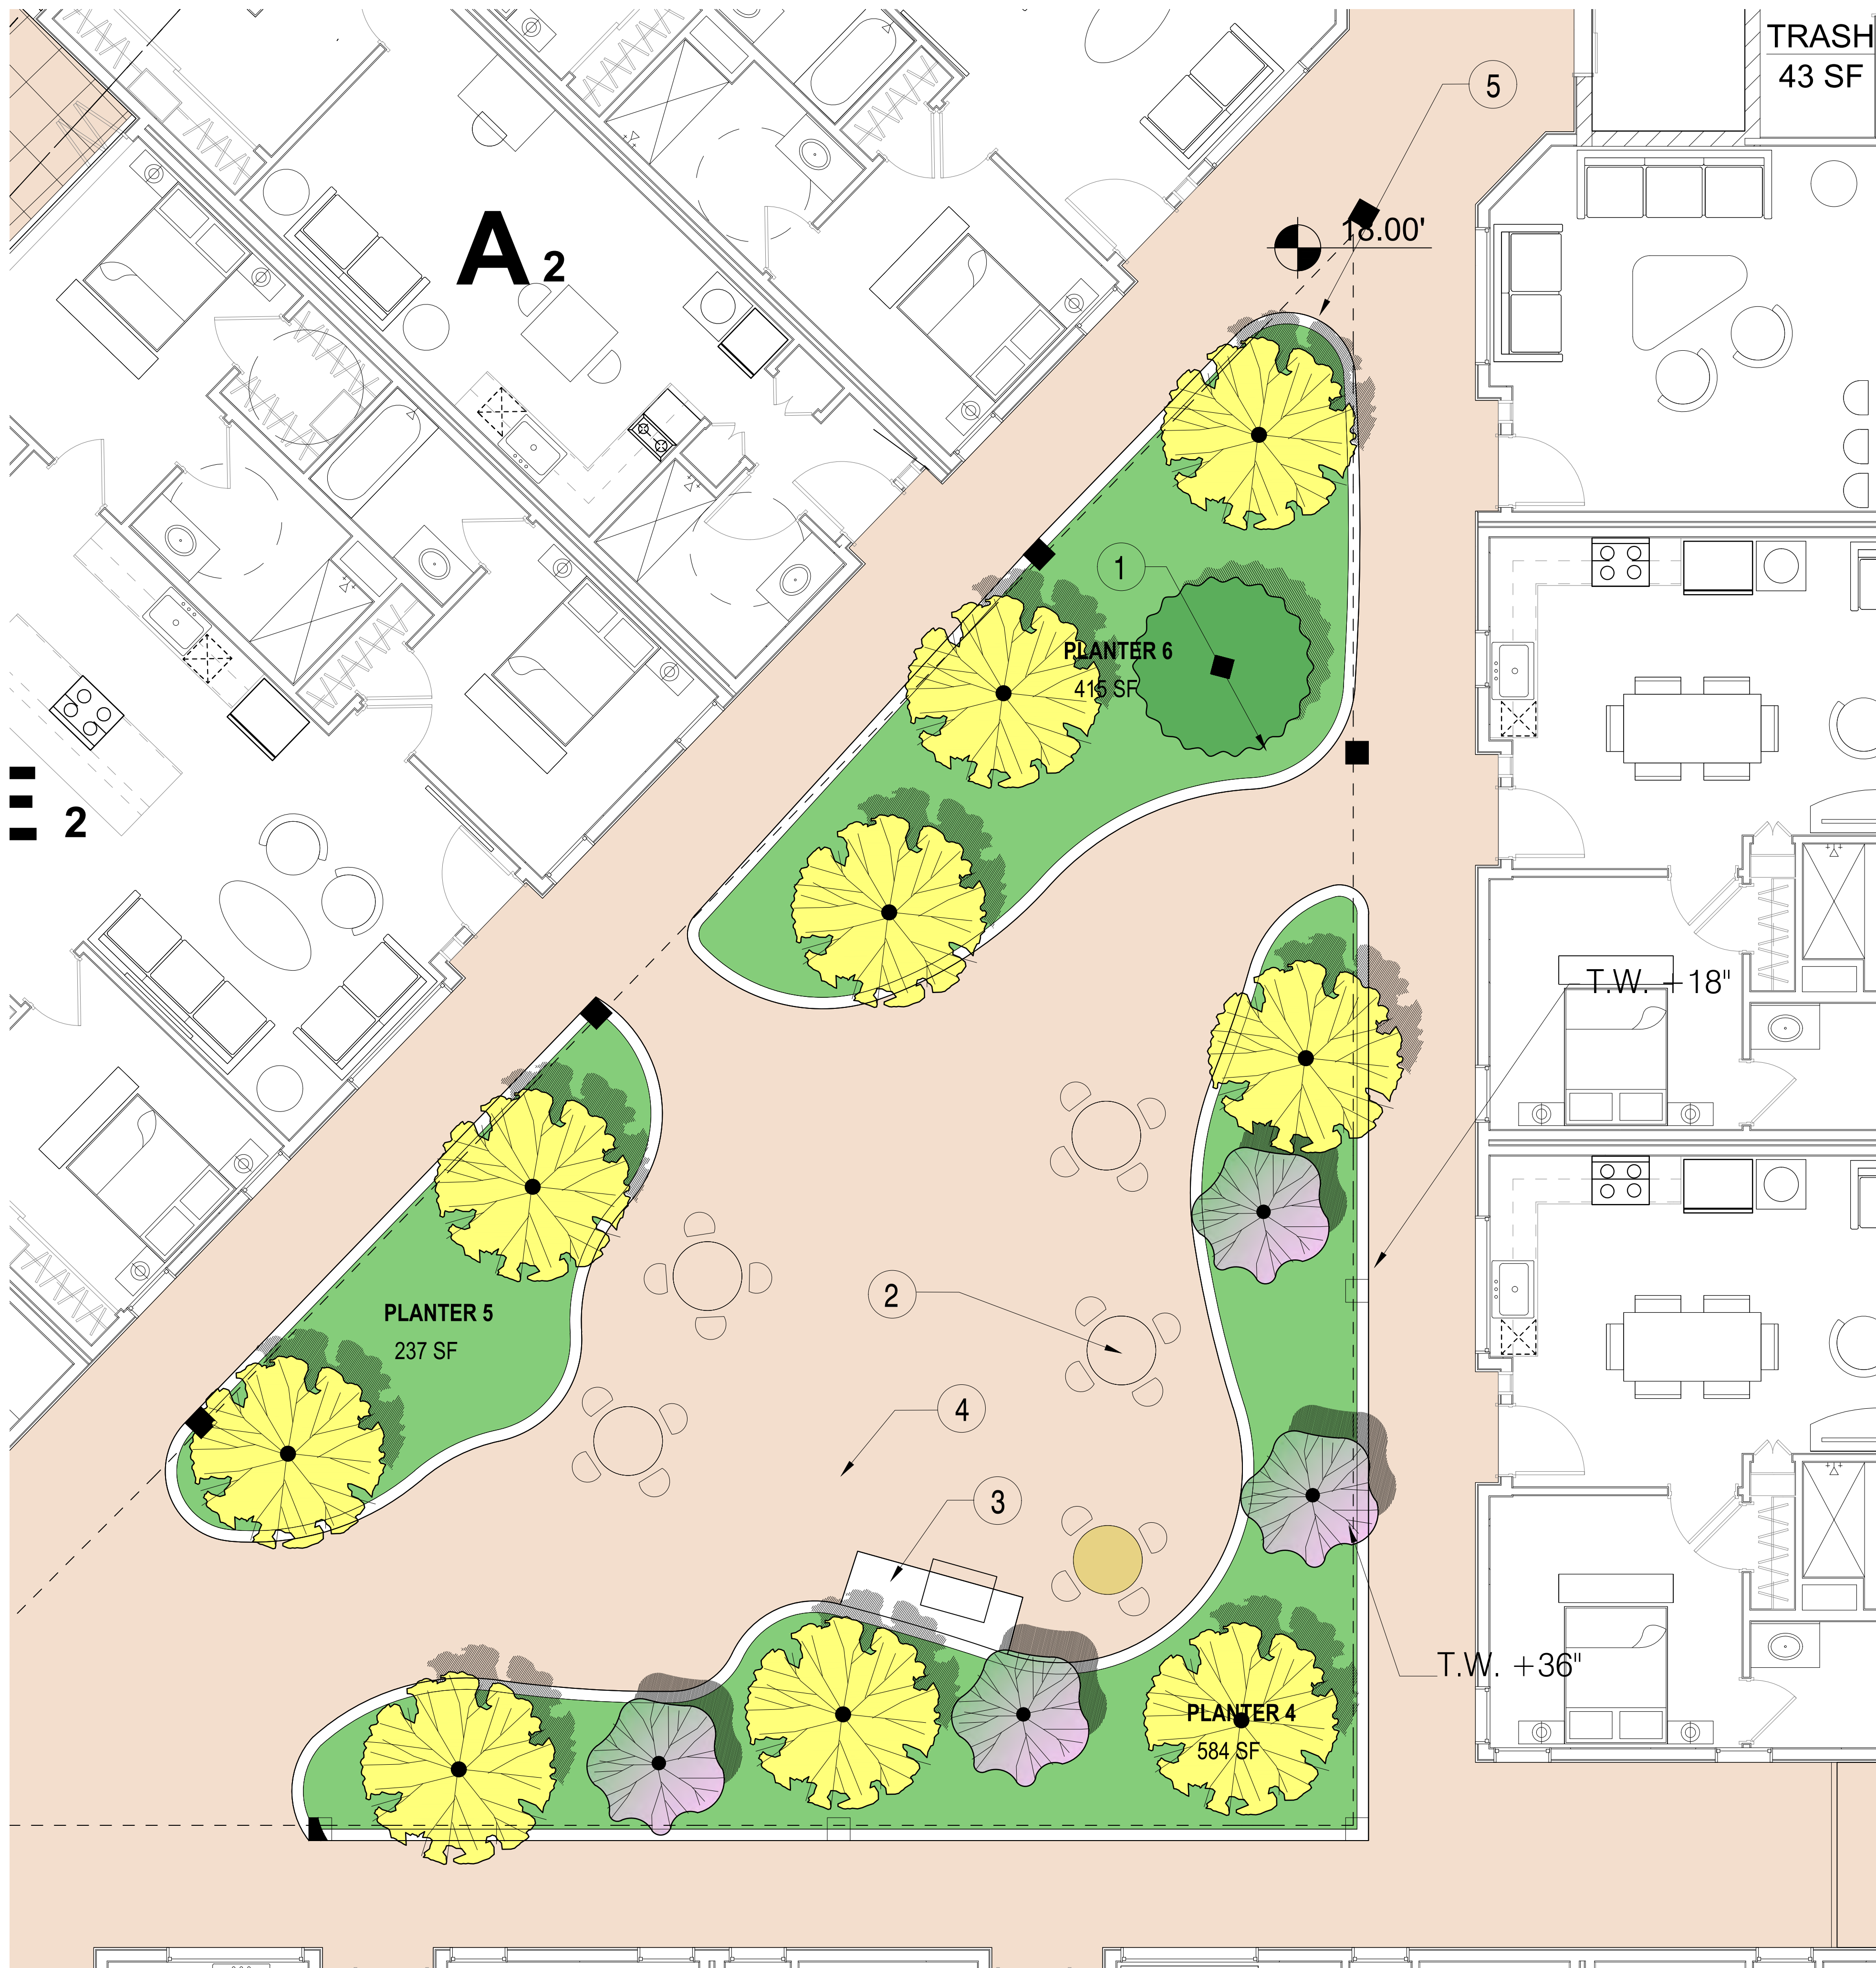 TRASH
43 SF
5
18.00'
A 2
1
PLANTER 6
415 SF
2
T.W. +18"
2
PLANTER 5
237 SF
4
3
T.W. +36"
PLANTER 4
584 SF